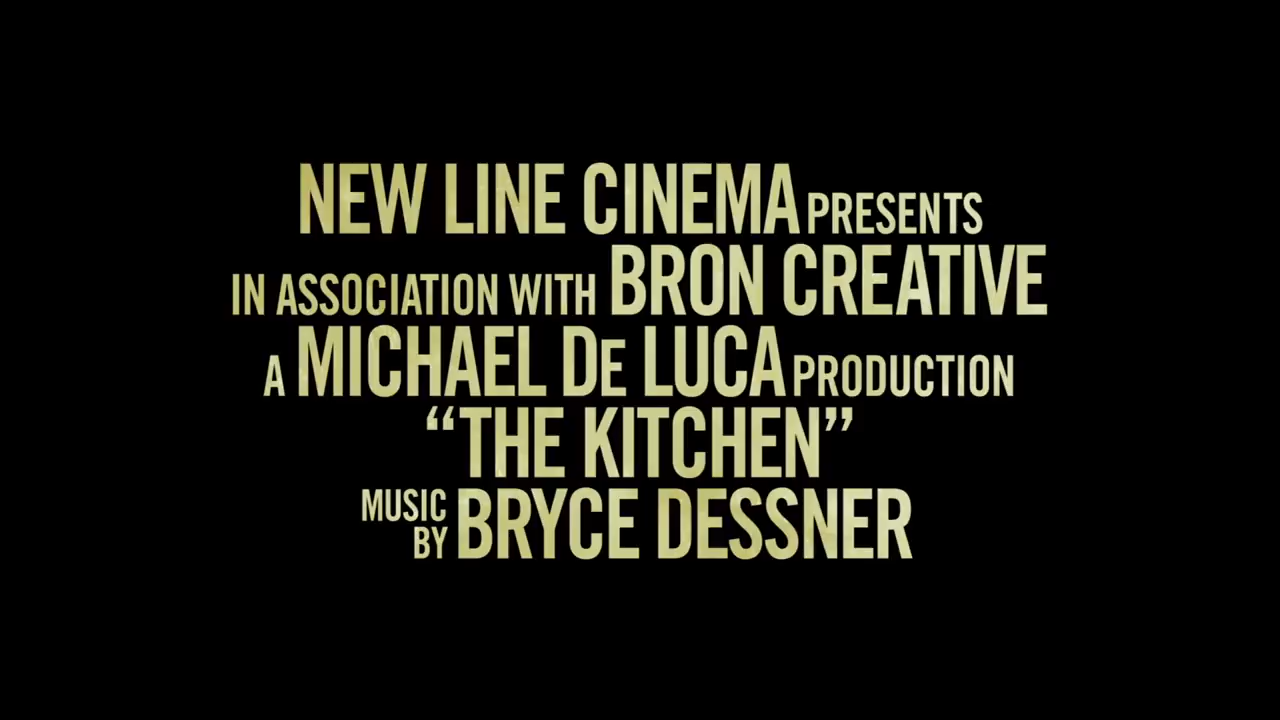 NEW LINE CINEMA PRESENTS
IN ASSOCIATION WITH BRON CREATIVE
A MICHAEL DE LUCA PRODUCTION
“THE KITCHEN”
MUSIC BY BRYCE DESSNER